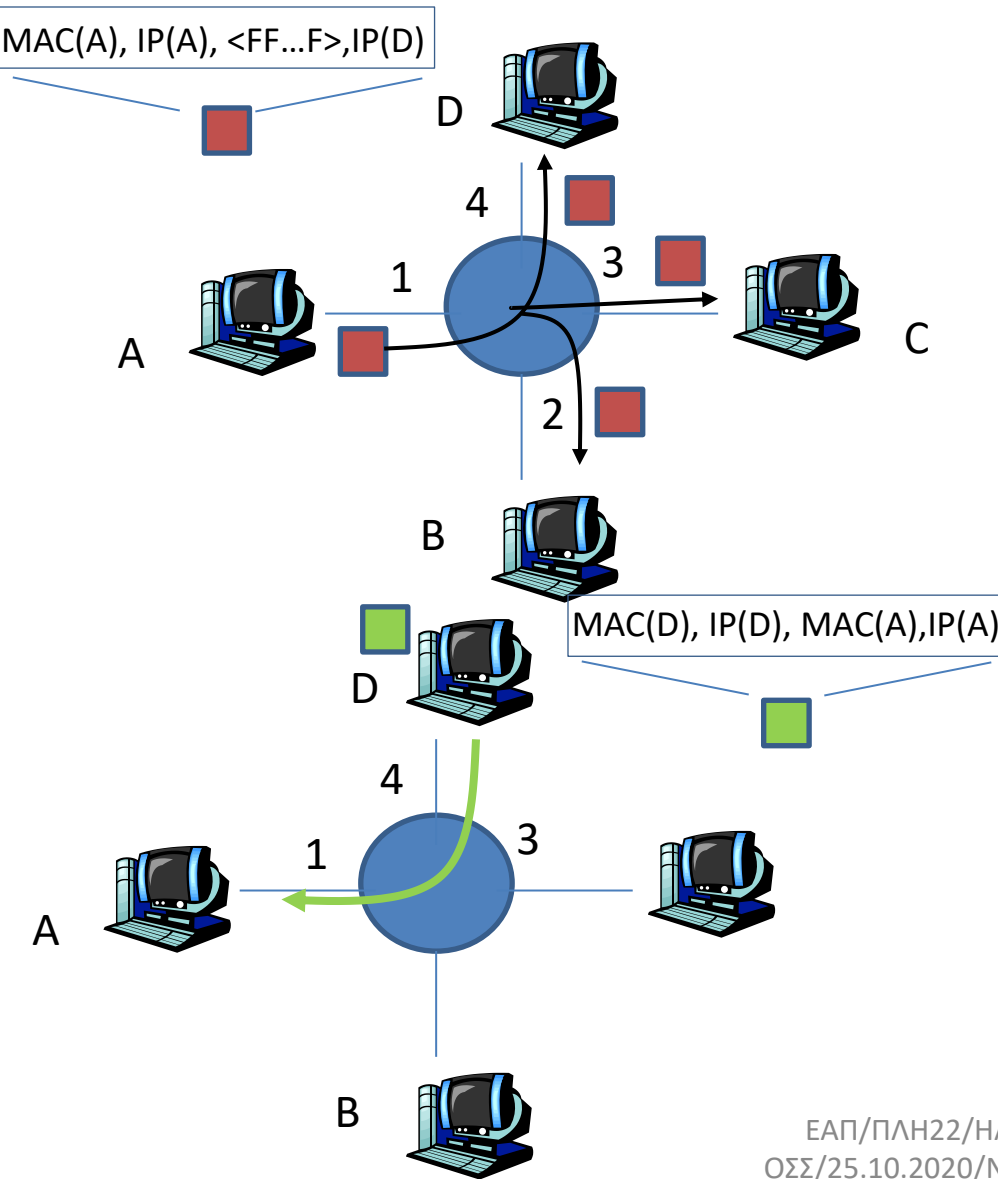 MAC(A), IP(A), <FF...F>,IP(D)
D
4
1
3
A
C
2
B
MAC(D), IP(D), MAC(A),IP(A)
D
4
1
3
A
B
ΕΑΠ/ΠΛΗ22/ΗΛ
ΟΣΣ/25.10.2020/Ν